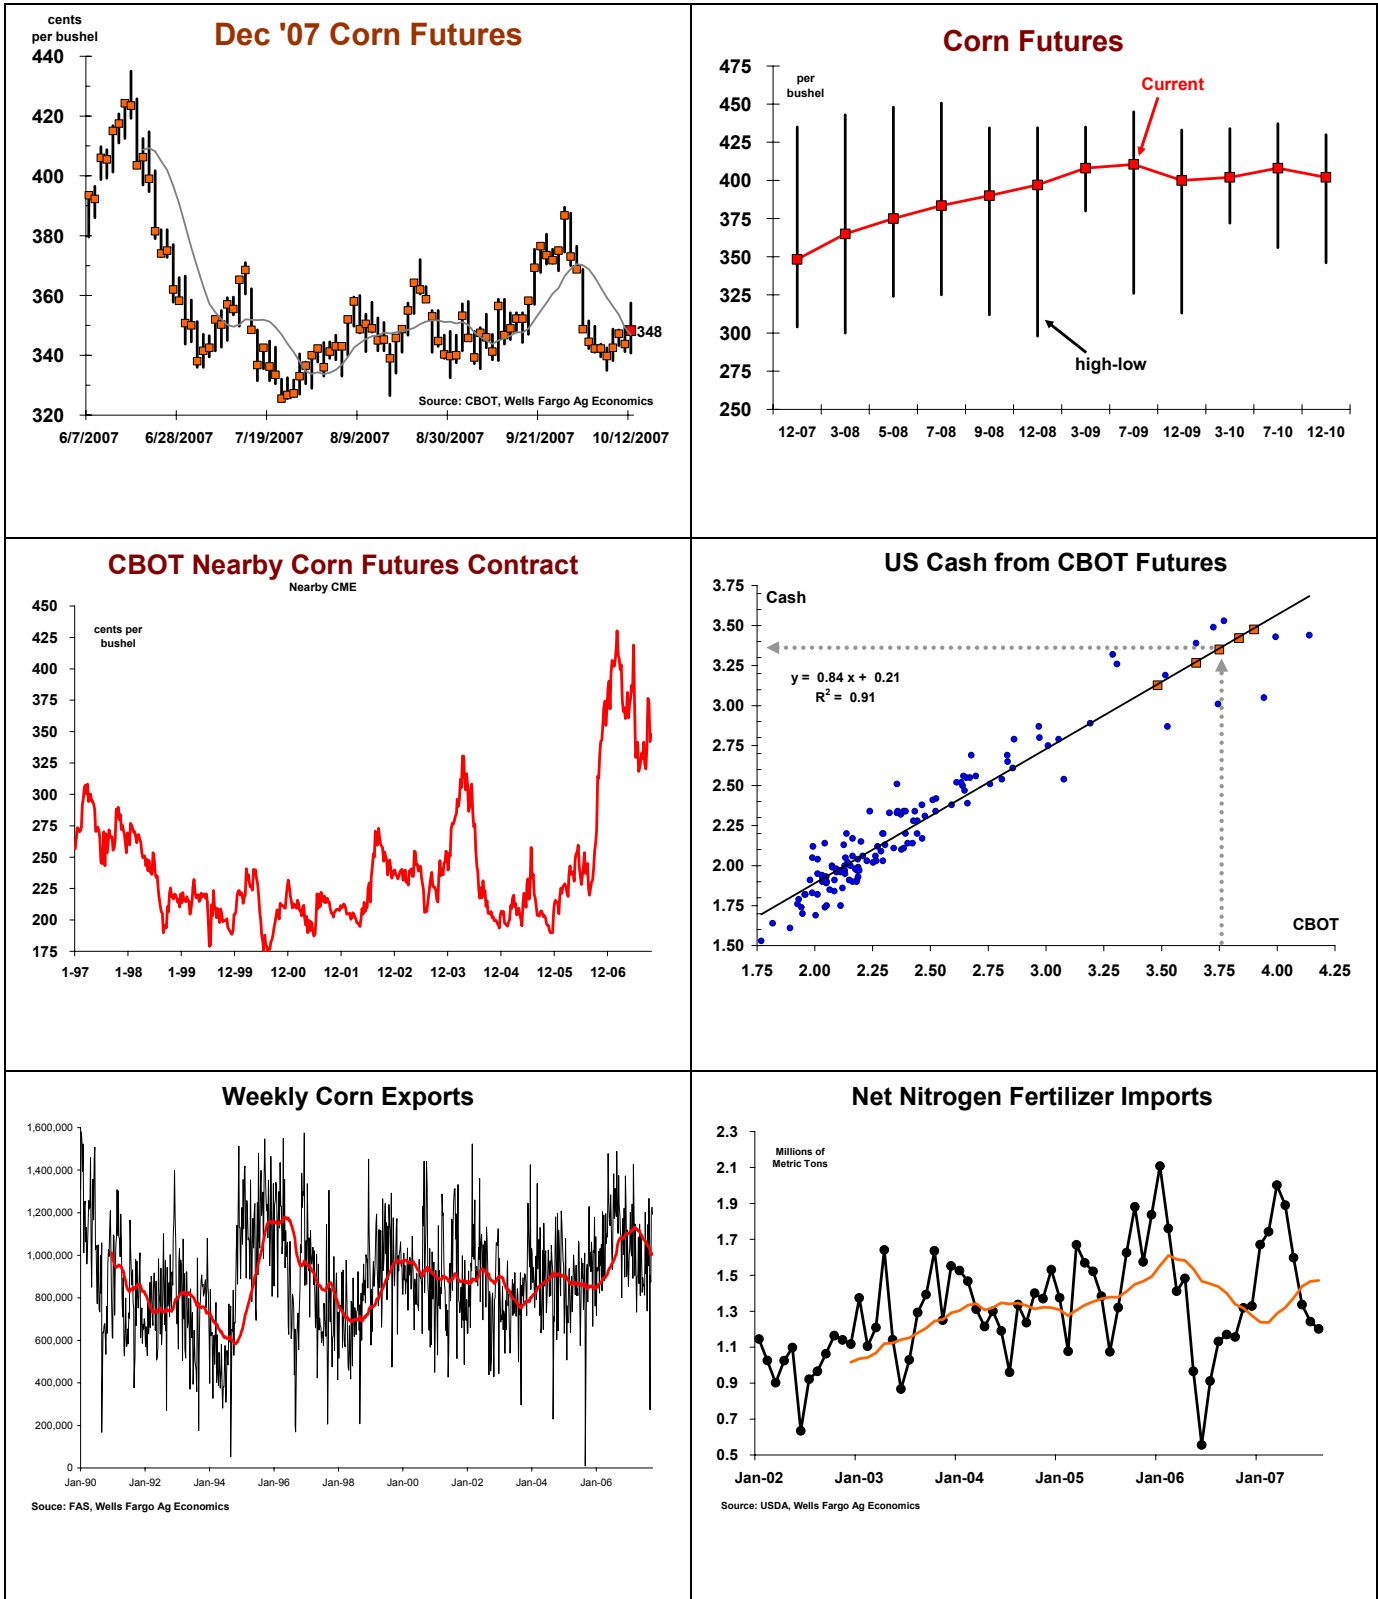 cents
per bushel
Dec '07 Corn Futures
440
420
400
380
360
340
320
348
Source: CBOT, Wells Fargo Ag Economics
6/7/2007 6/28/2007 7/19/2007 8/9/2007 8/30/2007 9/21/2007 10/12/2007
Corn Futures
per
bushel
Current
475
450
425
400
375
350
325
300
275
250
high-low
12-07 3-08 5-08 7-08 9-08 12-08 3-09 7-09 12-09 3-10 7-10 12-10
CBOT Nearby Corn Futures Contract
Nearby CME
cents per
bushel
450
425
400
375
350
325
300
275
250
225
200
175
1-97 1-98 1-99 12-99 12-00 12-01 12-02 12-03 12-04 12-05 12-06
US Cash from CBOT Futures
Cash
3.75
3.50
3.25
3.00
2.75
2.50
2.25
2.00
1.75
1.50
y = 0.84 x + 0.21
R2 = 0.91
CBOT
1.75 2.00 2.25 2.50 2.75 3.00 3.25 3.50 3.75 4.00 4.25
Weekly Corn Exports
1,600,000
1,400,000
1,200,000
1,000,000
800,000
600,000
400,000
200,000
0
Jan-90 Jan-92 Jan-94 Jan-96 Jan-98 Jan-00 Jan-02 Jan-04 Jan-06
Souce: FAS, Wells Fargo Ag Economics
Net Nitrogen Fertilizer Imports
Millions of
Metric Tons
2.3
2.1
1.9
1.7
1.5
1.3
1.1
0.9
0.7
0.5
Jan-02 Jan-03 Jan-04 Jan-05 Jan-06 Jan-07
Source: USDA, Wells Fargo Ag Economics